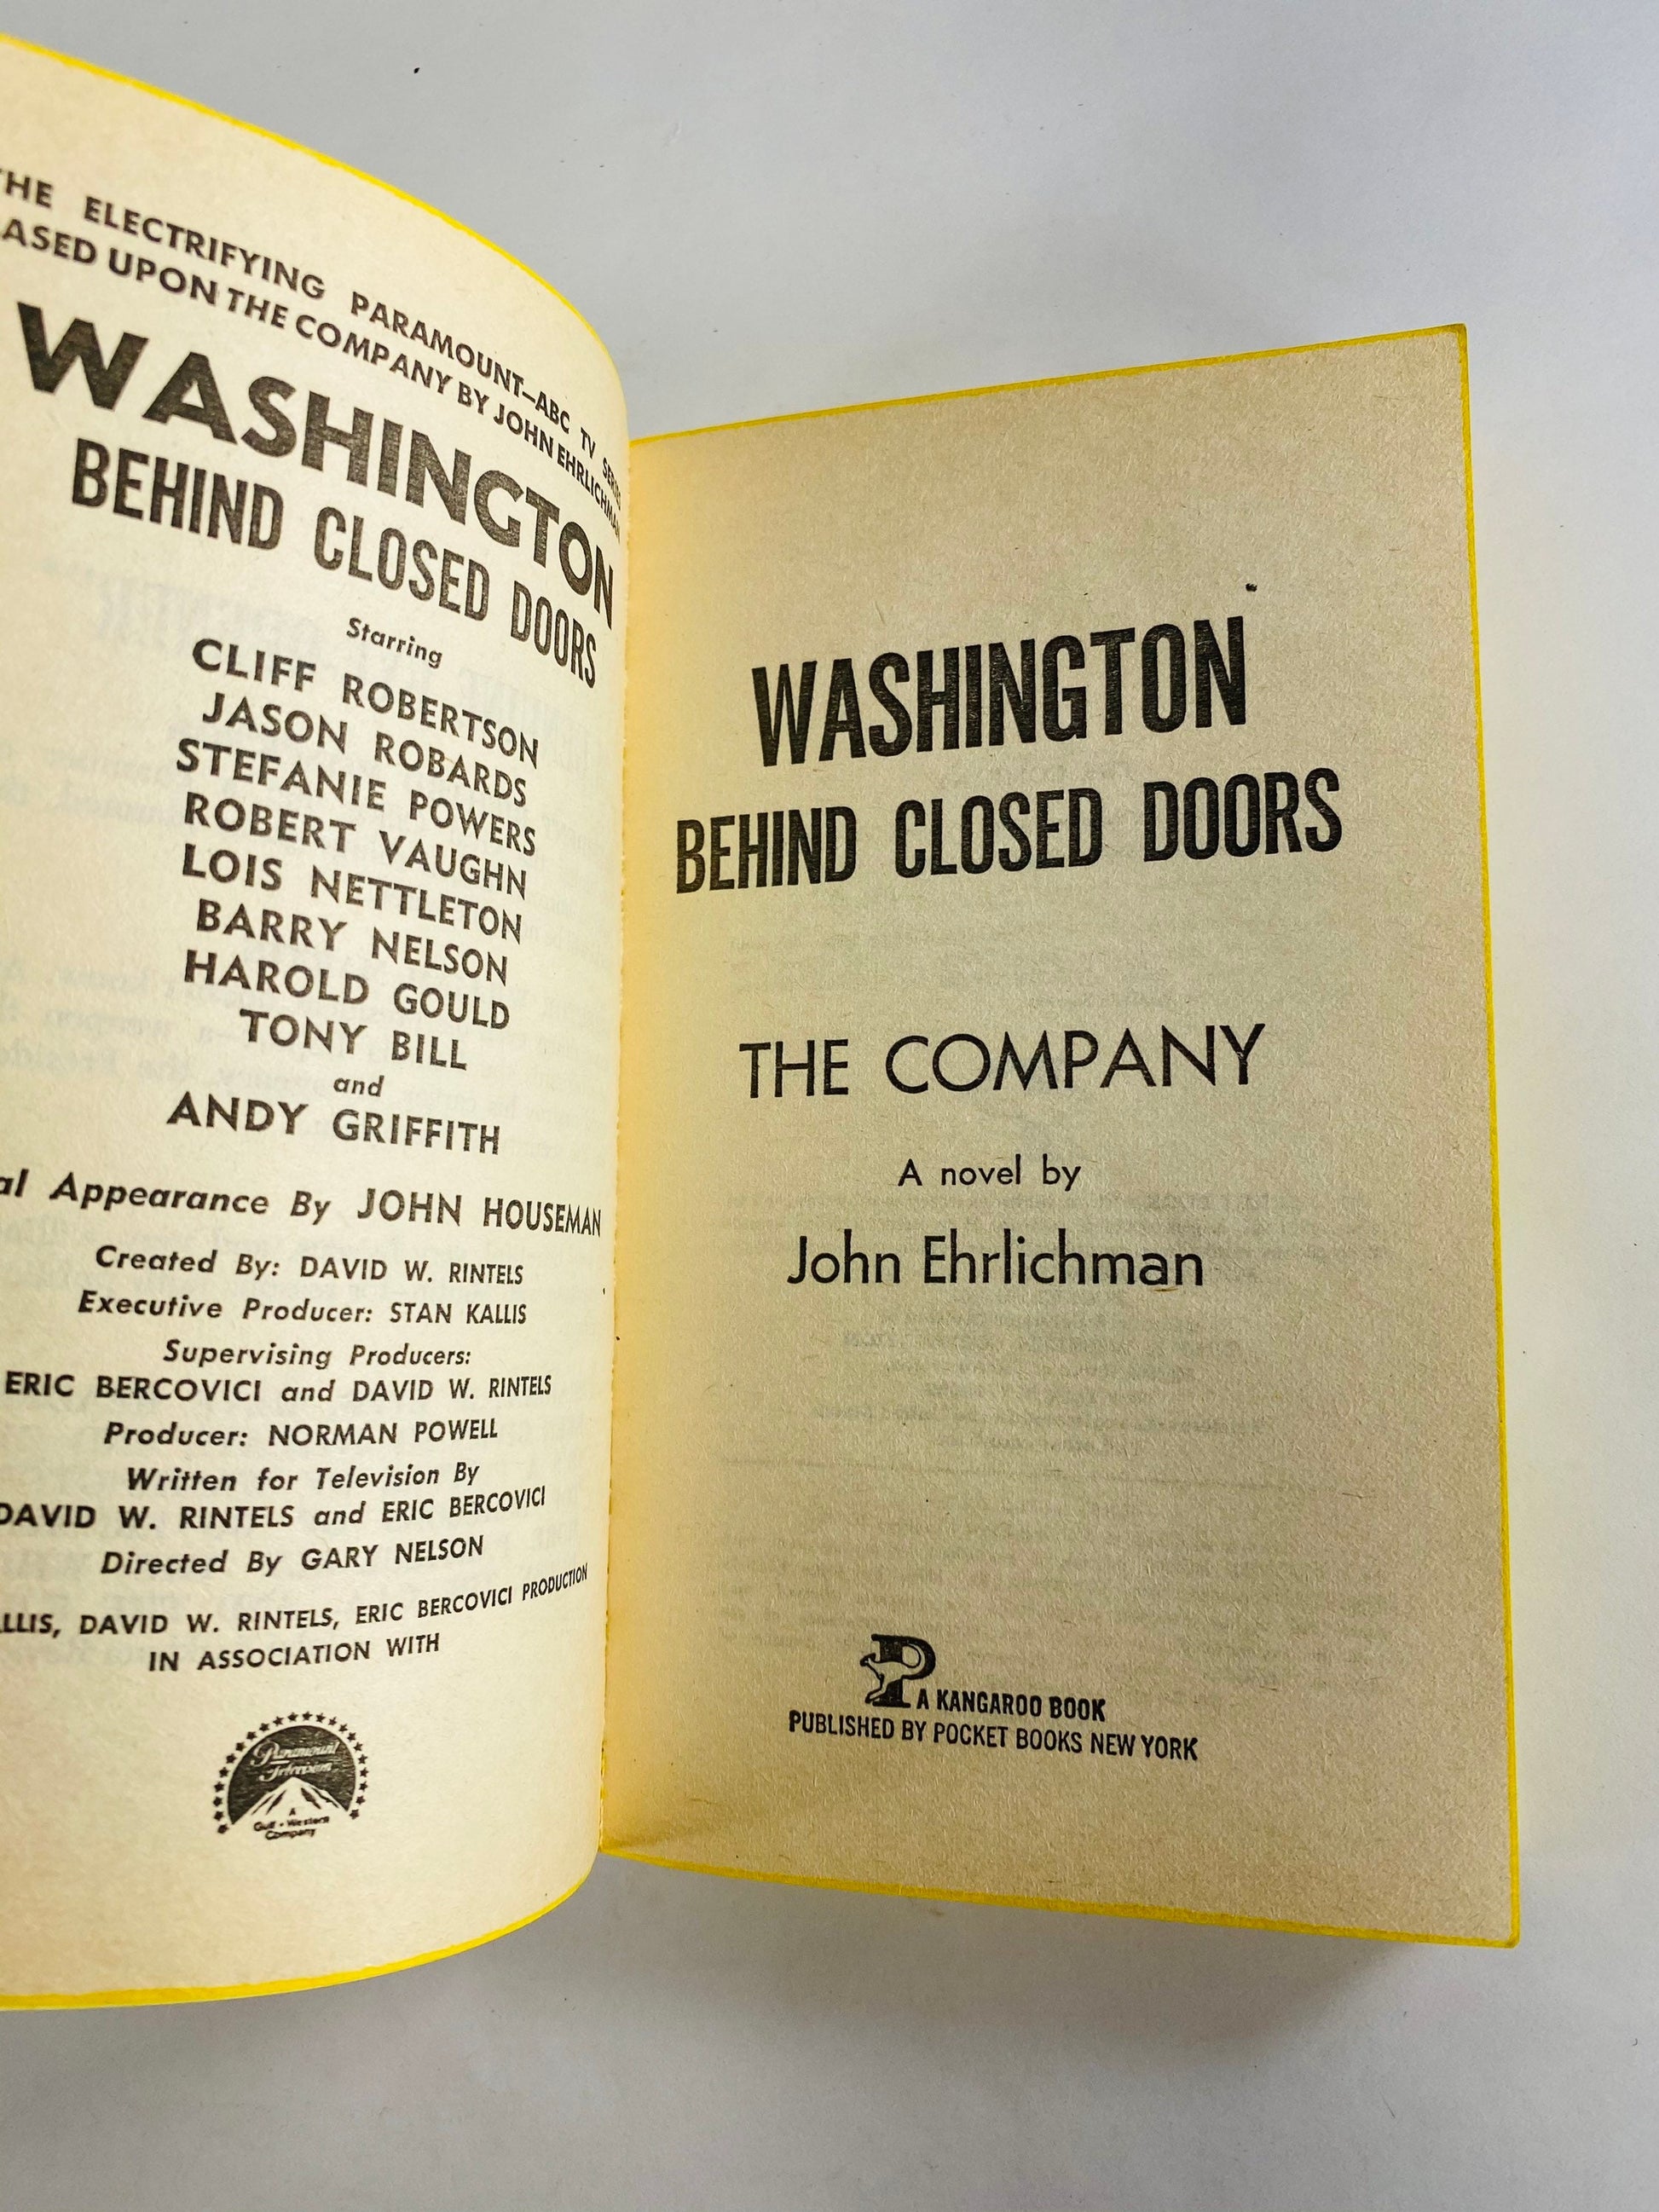 THE ELECTRIFYING PARAMOUNT—ABC TV SERIES
BASED UPON THE COMPANY BY JOHN EHRLICHMAN
WASHINGTON
BEHIND CLOSED DOORS
Starring
CLIFF ROBERTSON
JASON ROBARDS
STEFANIE POWERS
ROBERT VAUGHN
LOIS NETTLETON
BARRY NELSON
HAROLD GOULD
TONY BILL
and
ANDY GRIFFITH
al Appearance By JOHN HOUSEMAN
Created By: DAVID W. RINTELS
Executive Producer: STAN KALLIS
Supervising Producers:
ERIC BERCOVICI and DAVID W. RINTELS
Producer: NORMAN POWELL
Written for Television By
DAVID W. RINTELS and ERIC BERCOVICI
Directed By GARY NELSON
LLIS, DAVID W. RINTELS, ERIC BERCOVICI PRODUCTION
IN ASSOCIATION WITH
Paramount
Television
A
Gulf + Western
Company
WASHINGTON
BEHIND CLOSED DOORS
THE COMPANY
A novel by
John Ehrlichman
P
A KANGAROO BOOK
PUBLISHED BY POCKET BOOKS NEW YORK